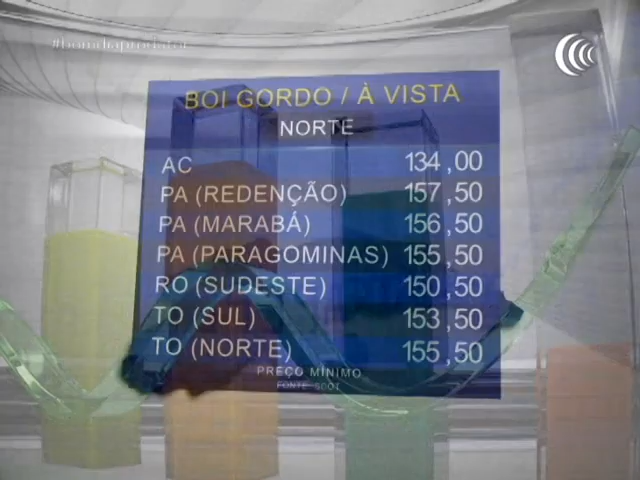 BOI GORDO / À VISTA
NORTE
AC 134,00
PA (REDENÇÃO) 157,50
PA (MARABÁ) 156,50
PA (PARAGOMINAS) 155,50
RO (SUDESTE) 150,50
TO (SUL) 153,50
TO (NORTE) 155,50
PREÇO MÍNIMO
FONTE